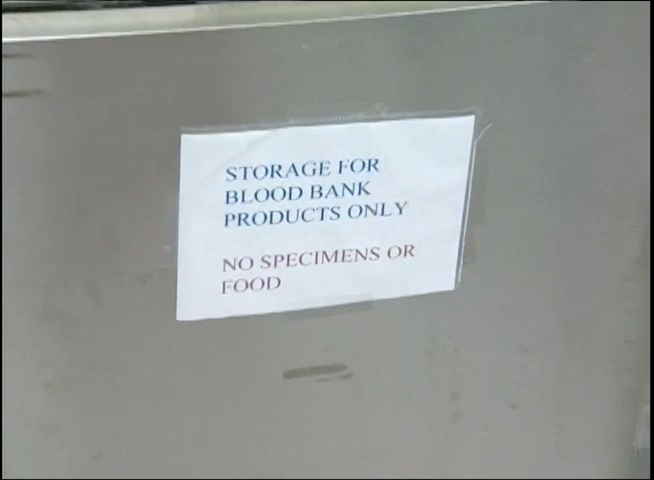 STORAGE FOR
BLOOD BANK
PRODUCTS ONLY
NO SPECIMENS OR
FOOD